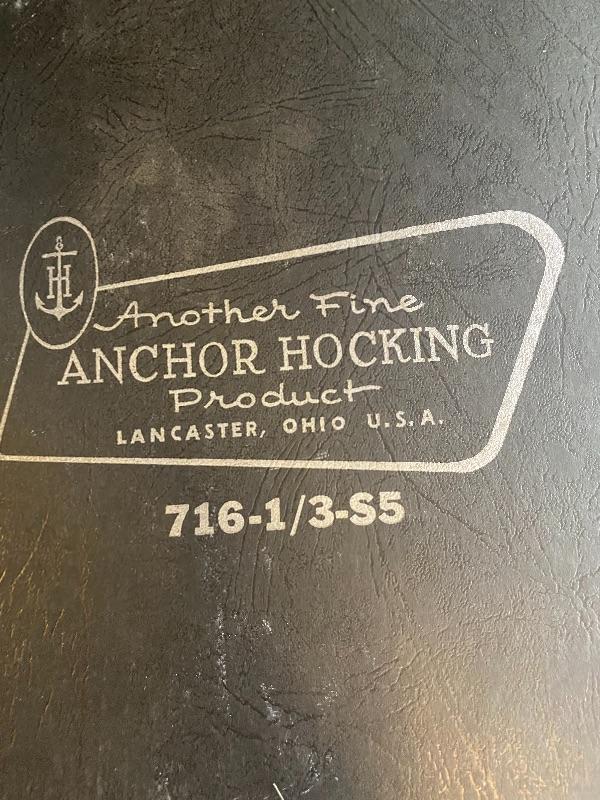 H
Another Fine
ANCHOR HOCKING
Product
LANCASTER, OHIO U.S.A.
716-1/3-S5